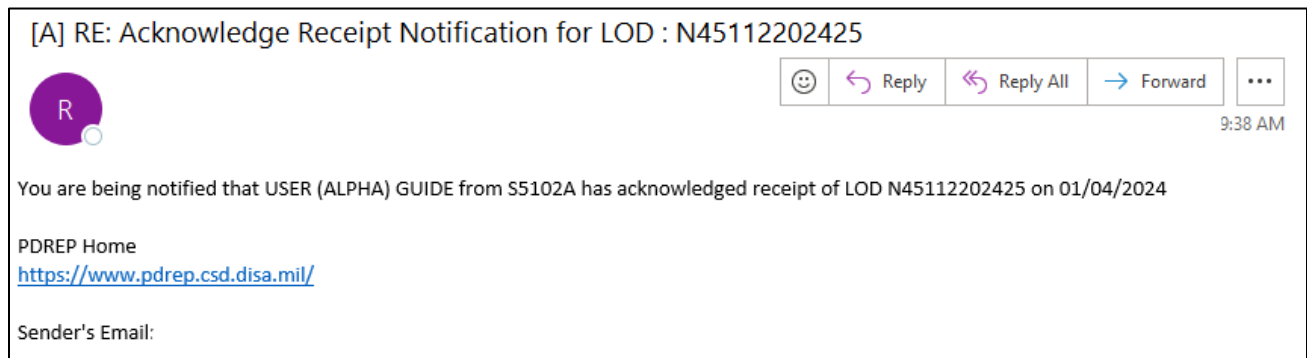 [A] RE: Acknowledge Receipt Notification for LOD : N45112202425
R
Reply
Reply All
Forward
9:38 AM
You are being notified that USER (ALPHA) GUIDE from S5102A has acknowledged receipt of LOD N45112202425 on 01/04/2024
PDREP Home
https://www.pdrep.csd.disa.mil/
Sender's Email: